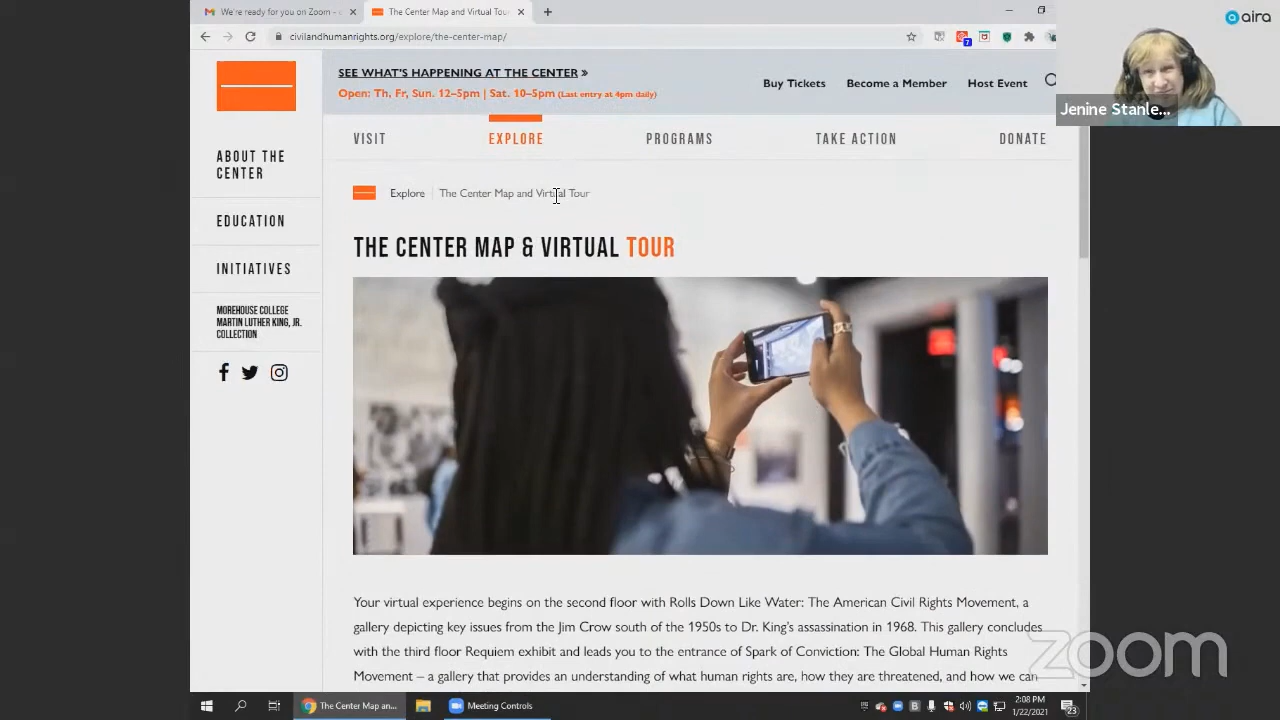 We're ready for you on Zoom -
The Center Map and Virtual Tour
civilandhumanrights.org/explore/the-center-map/
7
aira
Jenine Stanle...
SEE WHAT'S HAPPENING AT THE CENTER »
Open: Th, Fr, Sun. 12–5pm | Sat. 10–5pm (Last entry at 4pm daily)
Buy Tickets
Become a Member
Host Event
VISIT
EXPLORE
PROGRAMS
TAKE ACTION
DONATE
ABOUT THE
CENTER
EDUCATION
INITIATIVES
MOREHOUSE COLLEGE
MARTIN LUTHER KING, JR.
COLLECTION
Explore
The Center Map and Virtual Tour
THE CENTER MAP & VIRTUAL TOUR
Your virtual experience begins on the second floor with Rolls Down Like Water: The American Civil Rights Movement, a
gallery depicting key issues from the Jim Crow south of the 1950s to Dr. King's assassination in 1968. This gallery concludes
with the third floor Requiem exhibit and leads you to the entrance of Spark of Conviction: The Global Human Rights
Movement – a gallery that provides an understanding of what human rights are, how they are threatened, and how we can
zoom
The Center Map an...
Meeting Controls
2:08 PM
1/22/2021
23